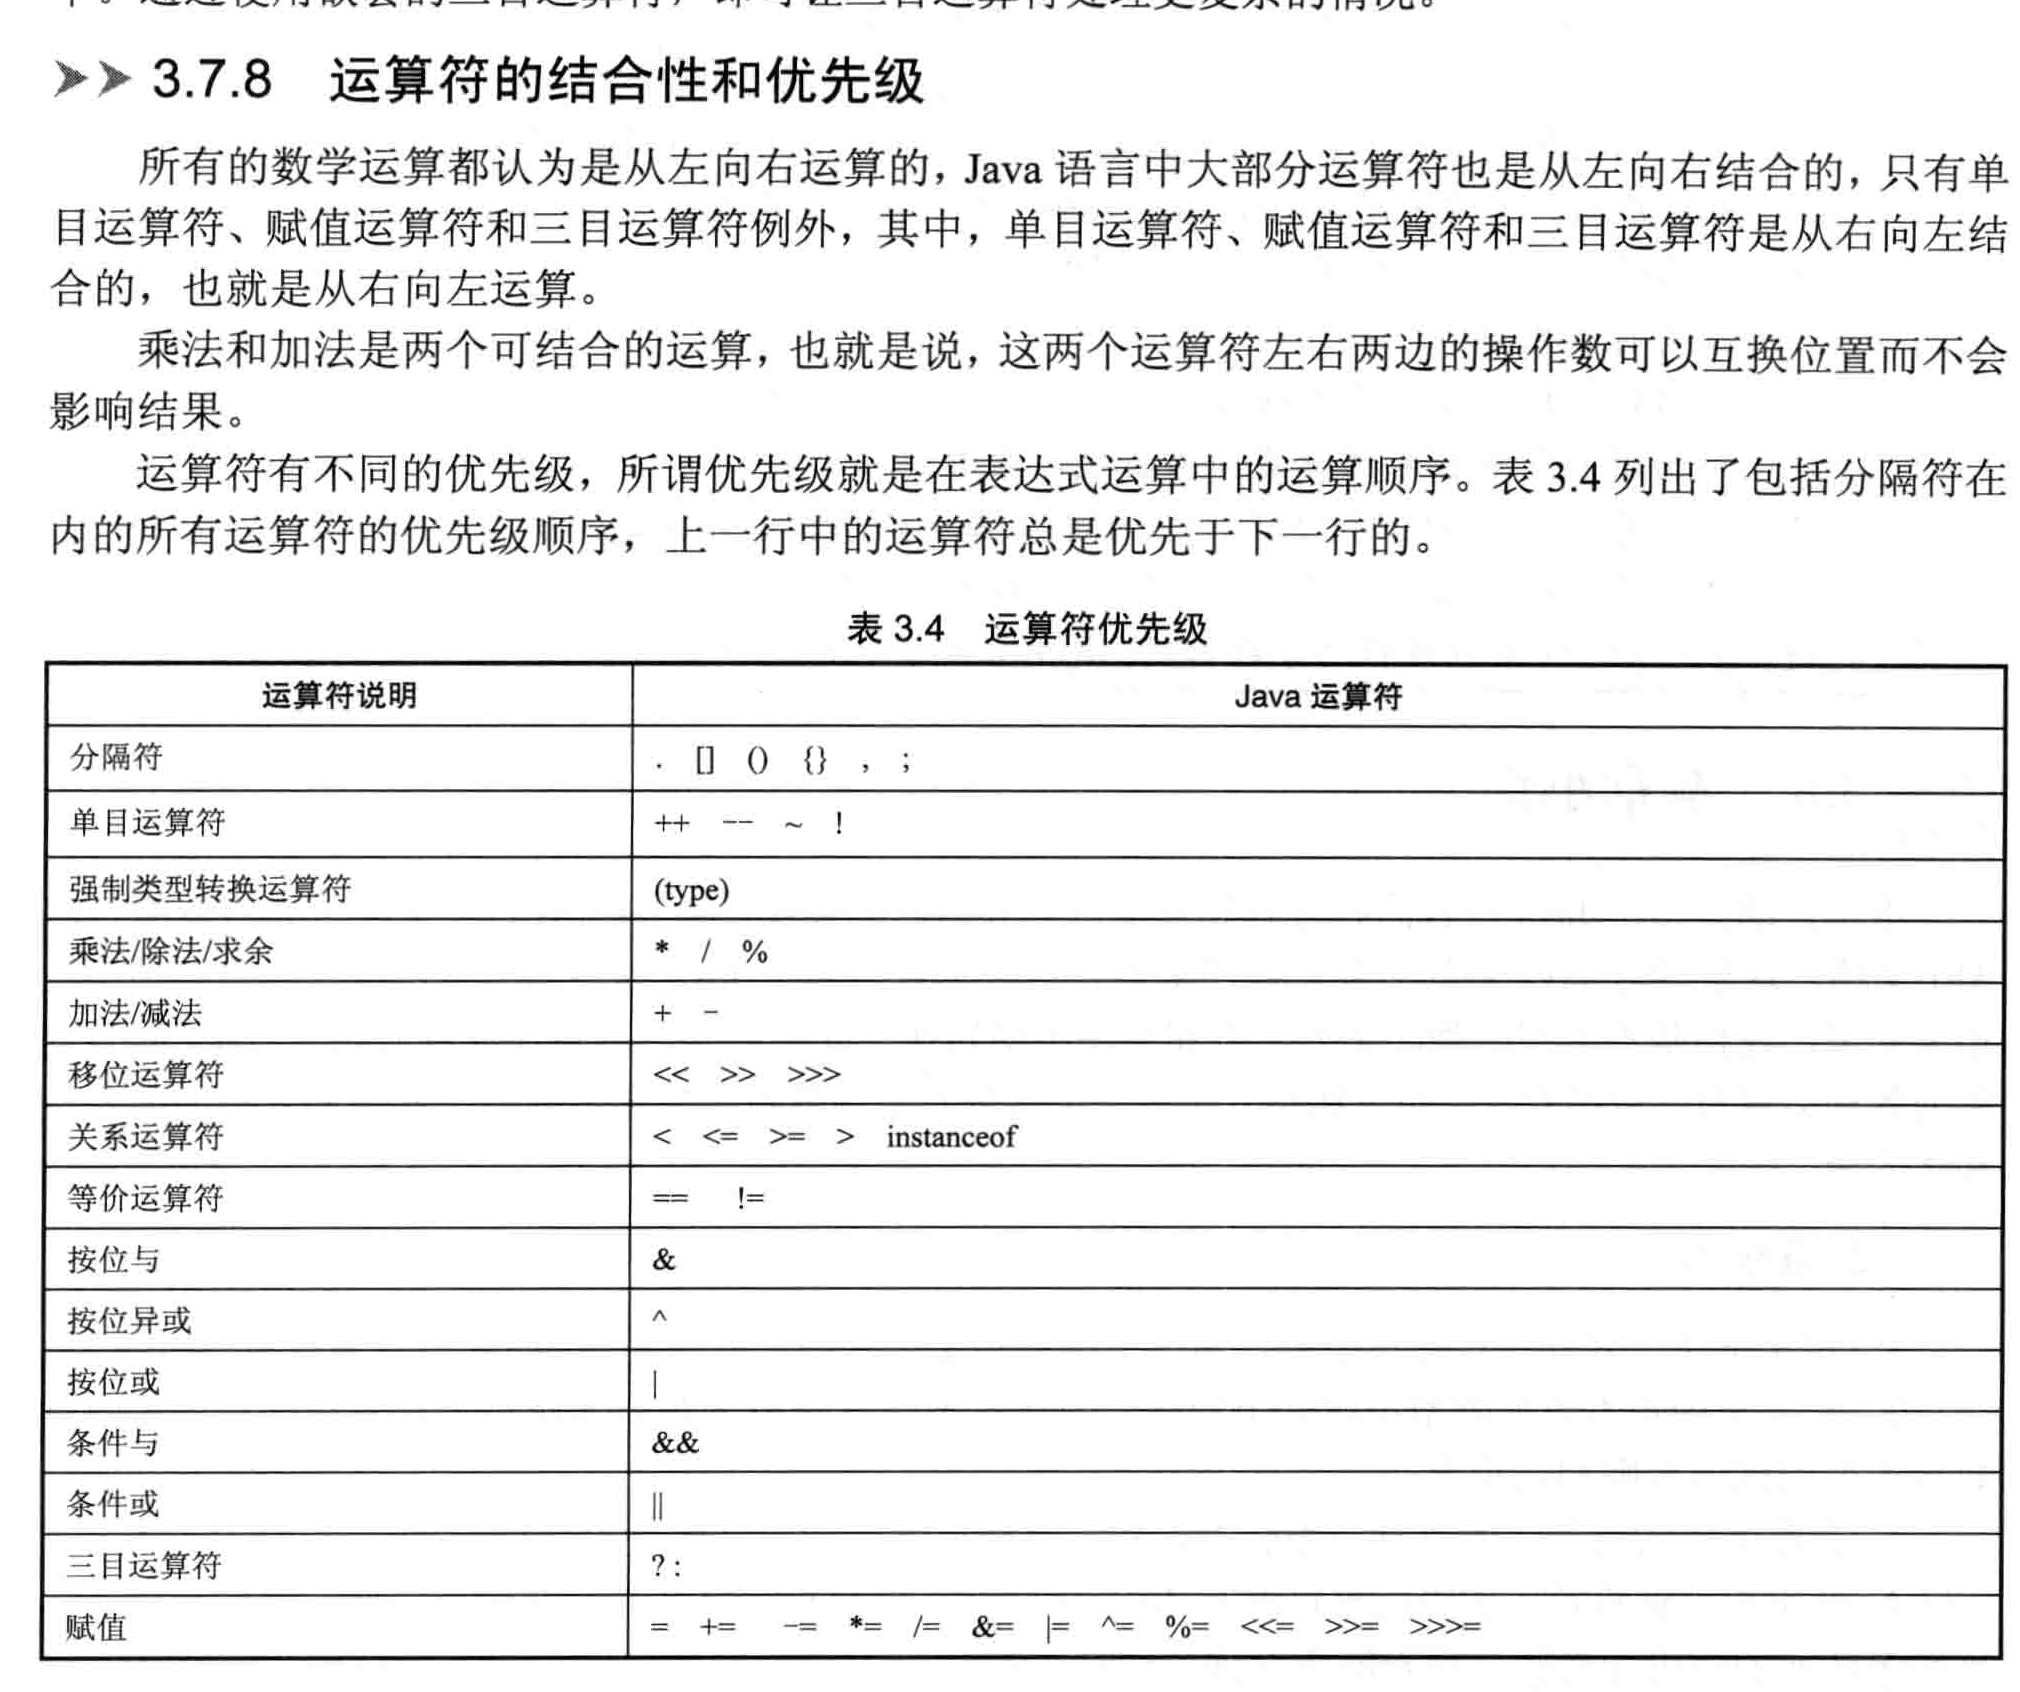 3.7.8 运算符的结合性和优先级
所有的数学运算都认为是从左向右运算的，Java 语言中大部分运算符也是从左向右结合的，只有单
目运算符、赋值运算符和三目运算符例外，其中，单目运算符、赋值运算符和三目运算符是从右向左结
合的，也就是从右向左运算。
乘法和加法是两个可结合的运算，也就是说，这两个运算符左右两边的操作数可以互换位置而不会
影响结果。
运算符有不同的优先级，所谓优先级就是在表达式运算中的运算顺序。表 3.4 列出了包括分隔符在
内的所有运算符的优先级顺序，上一行中的运算符总是优先于下一行的。
表 3.4 运算符优先级
运算符说明 Java 运算符
分隔符 . [] () {} , ;
单目运算符 ++ -- ~ !
强制类型转换运算符 (type)
乘法/除法/求余 * / %
加法/减法 + -
移位运算符 << >> >>>
关系运算符 < <= >= > instanceof
等价运算符 == !=
按位与 &
按位异或 ^
按位或 |
条件与 &&
条件或 ||
三目运算符 ? :
赋值 = += -= *= /= &= |= ^= %= <<= >>= >>>=